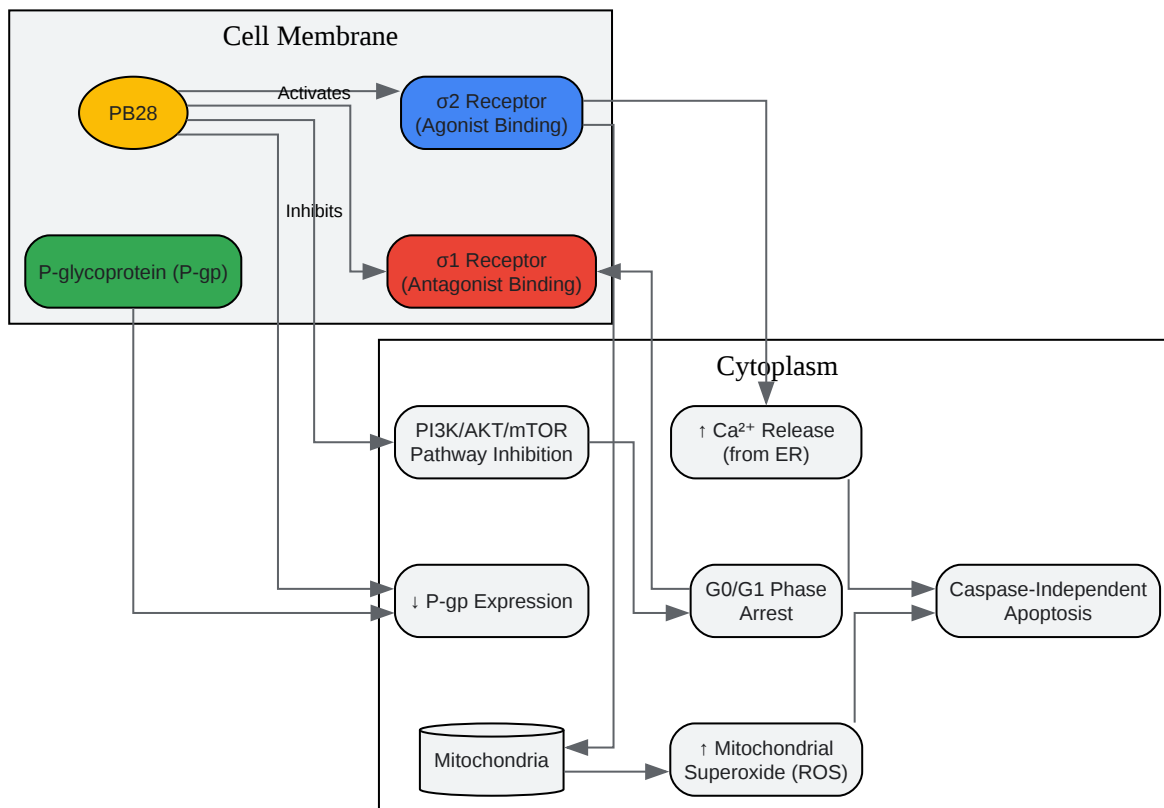 Cell Membrane
PB28
Activates
σ2 Receptor
(Agonist Binding)
Inhibits
P-glycoprotein (P-gp)
σ1 Receptor
(Antagonist Binding)
Cytoplasm
PI3K/AKT/mTOR
Pathway Inhibition
↑ Ca²⁺ Release
(from ER)
↓ P-gp Expression
G0/G1 Phase
Arrest
Caspase-Independent
Apoptosis
Mitochondria
↑ Mitochondrial
Superoxide (ROS)